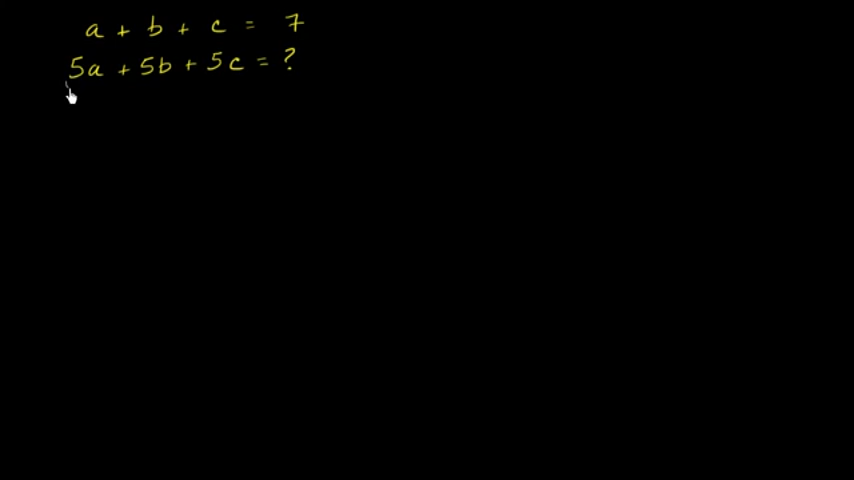 a + b + c = 7
5a + 5b + 5c = ?